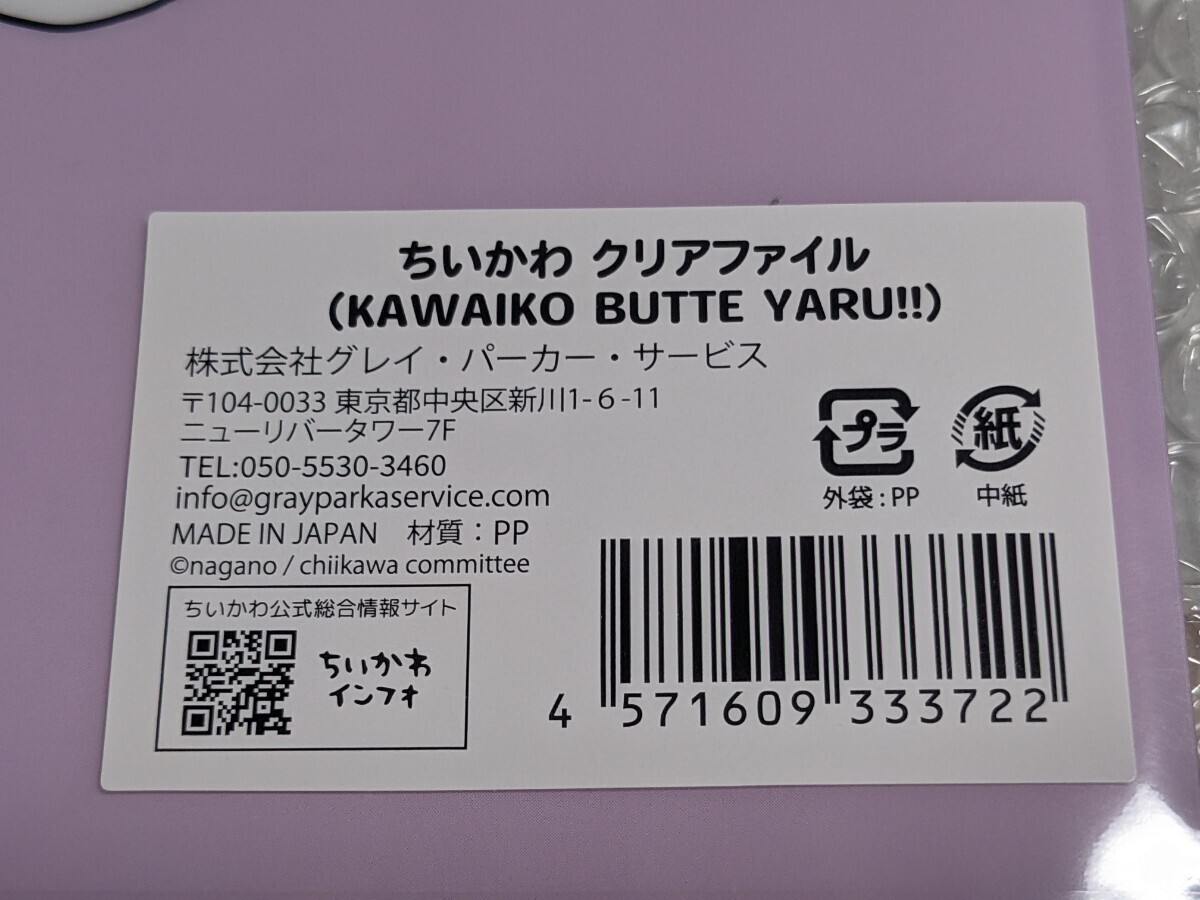 ちいかわ クリアファイル
(KAWAIKO BUTTE YARU!!)
株式会社グレイ・パーカー・サービス
〒104-0033 東京都中央区新川1-6-11
ニューリバータワー7F
TEL:050-5530-3460
info@grayparkaservice.com
MADE IN JAPAN 材質：PP
©nagano / chiikawa committee
プラ
外袋：PP
紙
中紙
ちいかわ公式総合情報サイト
ちいかわ
インフォ
4 571609 333722